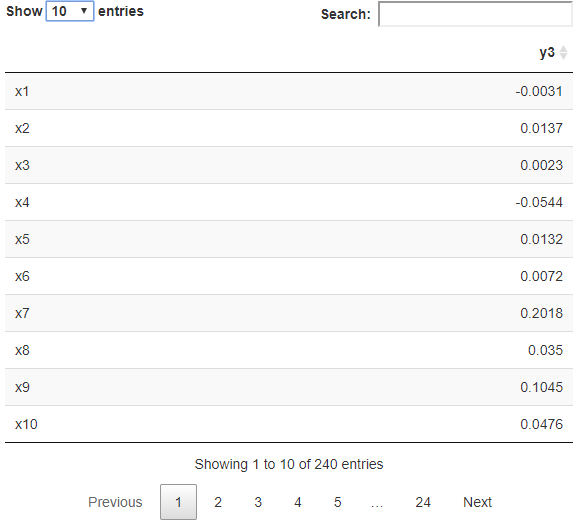 Show 10 entries Search:
y3
x1 -0.0031
x2 0.0137
x3 0.0023
x4 -0.0544
x5 0.0132
x6 0.0072
x7 0.2018
x8 0.035
x9 0.1045
x10 0.0476
Showing 1 to 10 of 240 entries
Previous 1 2 3 4 5 … 24 Next